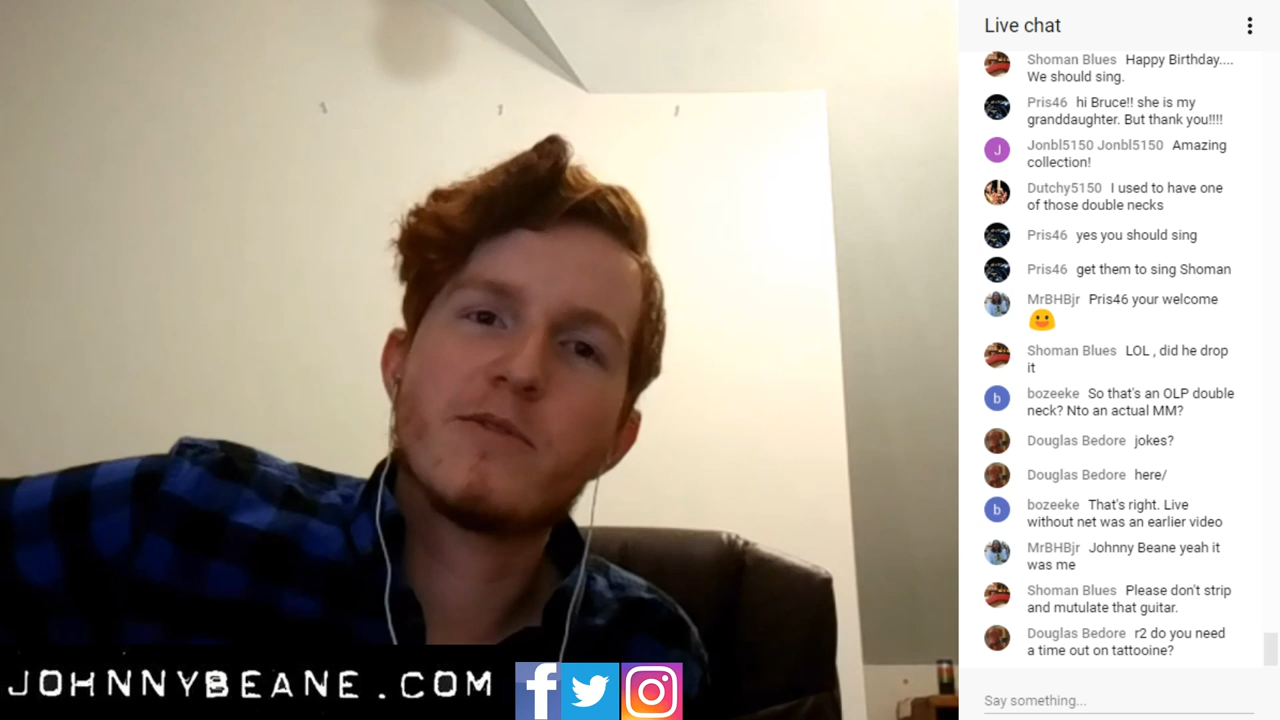 JOHNNYBEANE.COM
Live chat
Shoman Blues Happy Birthday....
We should sing.
Pris46 hi Bruce!! she is my
granddaughter. But thank you!!!!
J
Jonbl5150 Jonbl5150 Amazing
collection!
Dutchy5150 I used to have one
of those double necks
Pris46 yes you should sing
Pris46 get them to sing Shoman
MrBHBjr Pris46 your welcome
Shoman Blues LOL , did he drop
it
b
bozeeke So that's an OLP double
neck? Nto an actual MM?
Douglas Bedore jokes?
Douglas Bedore here/
b
bozeeke That's right. Live
without net was an earlier video
MrBHBjr Johnny Beane yeah it
was me
Shoman Blues Please don't strip
and mutulate that guitar.
Douglas Bedore r2 do you need
a time out on tattooine?
Say something...